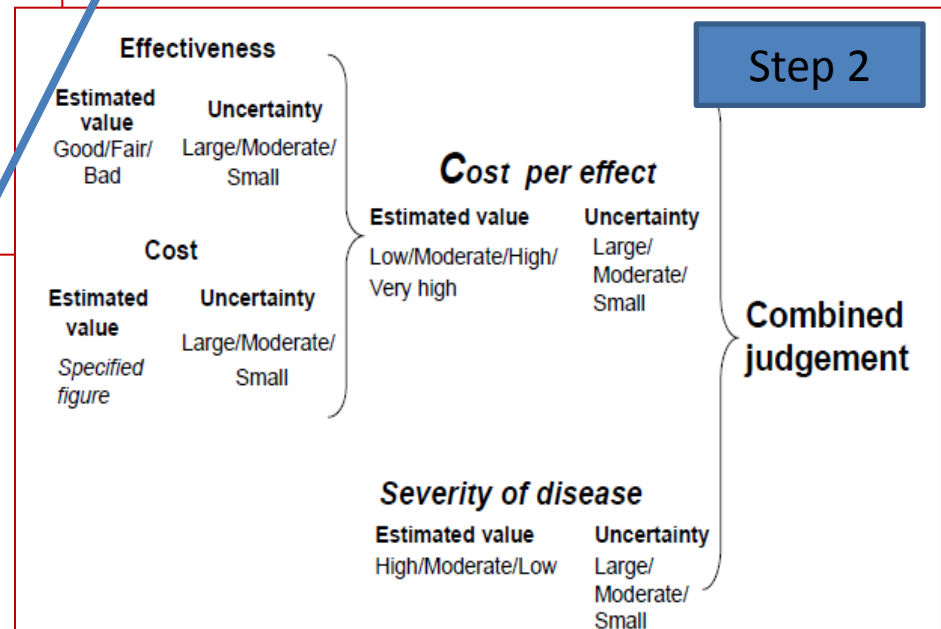 Step 2
Effectiveness
Estimated
value
Good/Fair/
Bad
Uncertainty
Large/Moderate/
Small
Cost
Estimated
value
Specified
figure
Uncertainty
Large/Moderate/
Small
Cost per effect
Estimated value
Low/Moderate/High/
Very high
Uncertainty
Large/
Moderate/
Small
Severity of disease
Estimated value
High/Moderate/Low
Uncertainty
Large/
Moderate/
Small
Combined
judgement